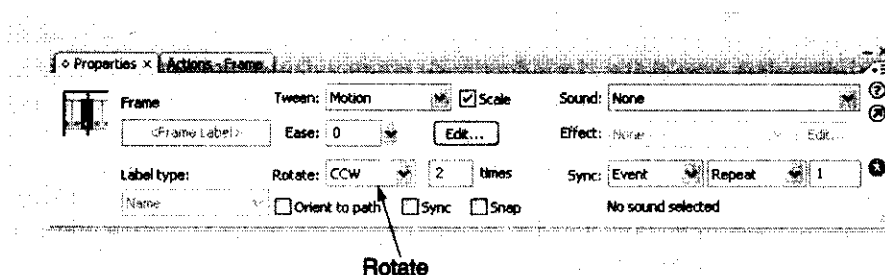 Properties × Actions - Frame
Frame Tween: Motion Scale Sound: None
<Frame Label> Ease: 0 Edit... Effect: None Edit...
Label type: Rotate: CCW 2 times Sync: Event Repeat 1
Name Orient to path Sync Snap No sound selected
Rotate